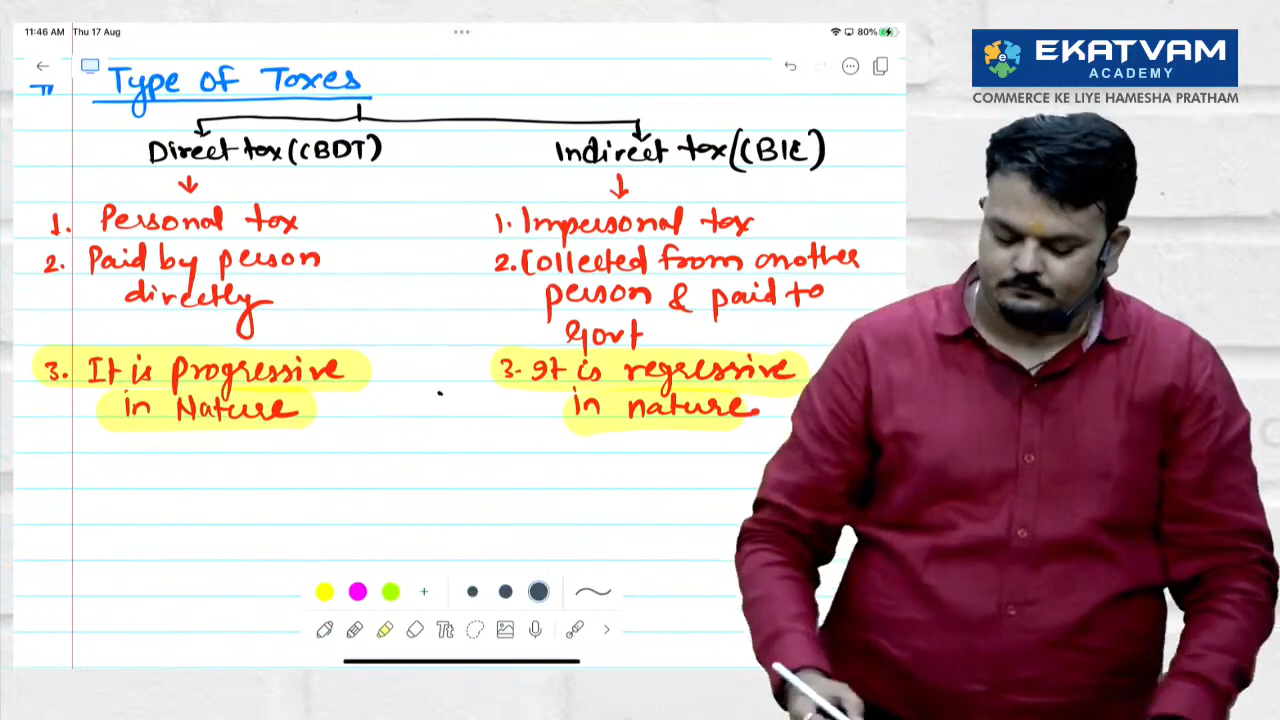 11:46 AM Thu 17 Aug
80%
EKATVAM
ACADEMY
COMMERCE KE LIYE HAMESHA PRATHAM
Type of Taxes
Direct tax (CBDT)
1. Personal tax
2. Paid by person
directly
3. It is Progressive
in Nature
Indirect tax (CBIC)
1. Impersonal tax
2. Collected from another
person & paid to
Govt
3. It is regressive
in nature
Tt